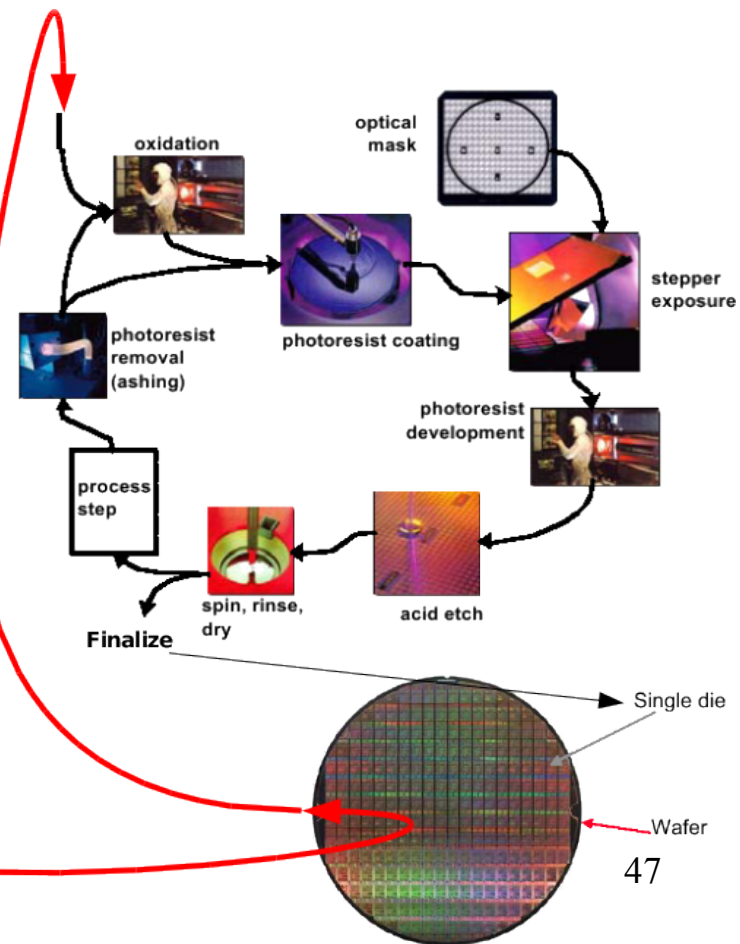 oxidation
optical
mask
stepper
exposure
photoresist
removal
(ashing)
photoresist coating
photoresist
development
process
step
spin, rinse,
dry
acid etch
Finalize
Single die
Wafer
47